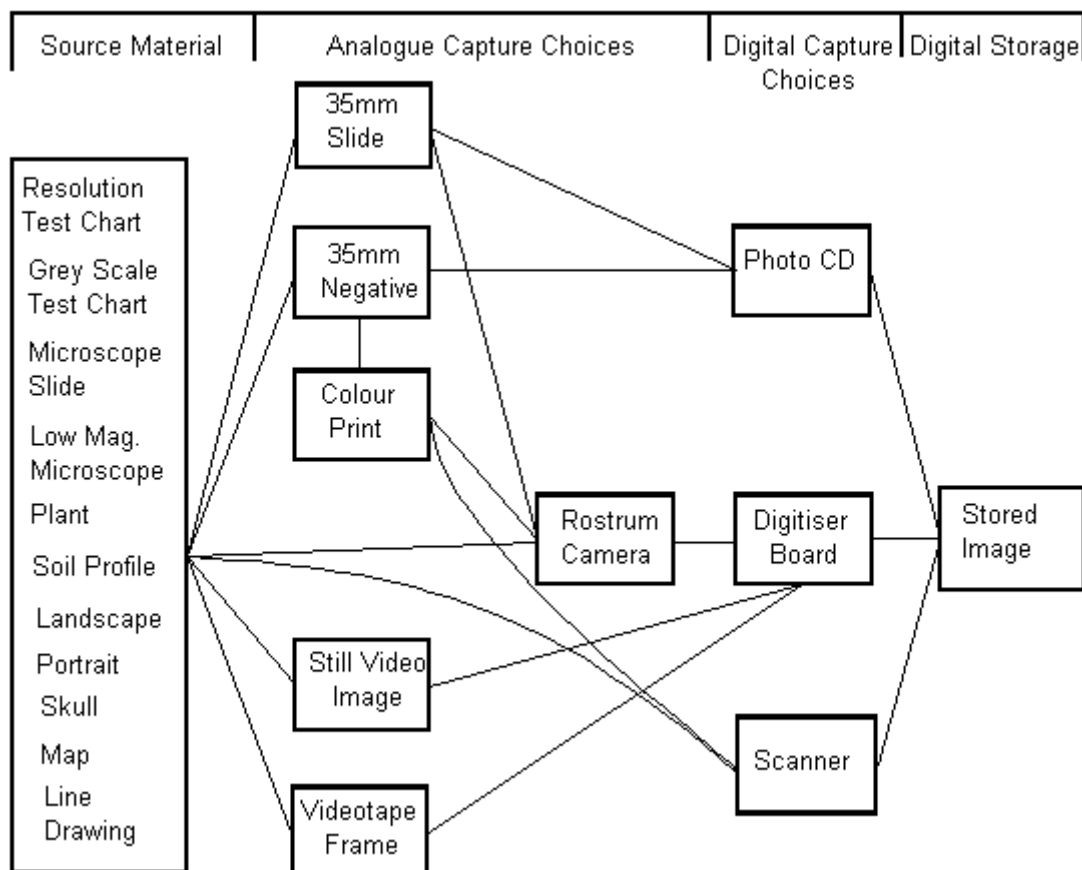 Source Material
Analogue Capture Choices
Digital Capture
Choices
Digital Storage
Resolution
Test Chart
Grey Scale
Test Chart
Microscope
Slide
Low Mag.
Microscope
Plant
Soil Profile
Landscape
Portrait
Skull
Map
Line
Drawing
35mm
Slide
35mm
Negative
Colour
Print
Rostrum
Camera
Still Video
Image
Videotape
Frame
Photo CD
Digitiser
Board
Scanner
Stored
Image